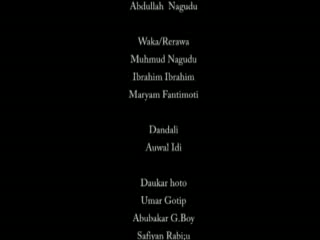 Abdullah Nagudu
Waka/Rerawa
Muhmud Nagudu
Ibrahim Ibrahim
Maryam Fantimoti
Dandali
Auwal Idi
Daukar hoto
Umar Gotip
Abubakar G.Boy
Safiyan Rabi;u